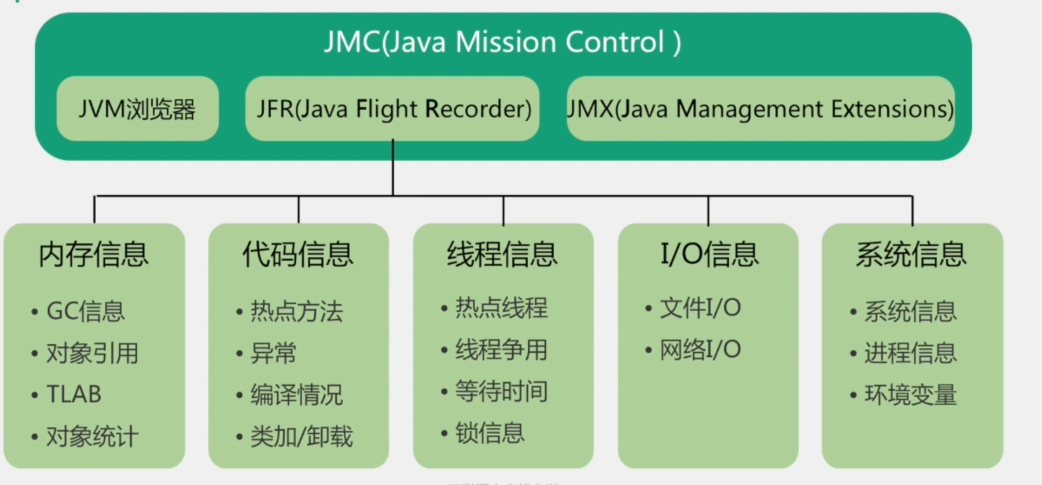 JMC(Java Mission Control )
JVM浏览器
JFR(Java Flight Recorder)
JMX(Java Management Extensions)
内存信息
• GC信息
• 对象引用
• TLAB
• 对象统计
代码信息
• 热点方法
• 异常
• 编译情况
• 类加/卸载
线程信息
• 热点线程
• 线程争用
• 等待时间
• 锁信息
I/O信息
• 文件I/O
• 网络I/O
系统信息
• 系统信息
• 进程信息
• 环境变量